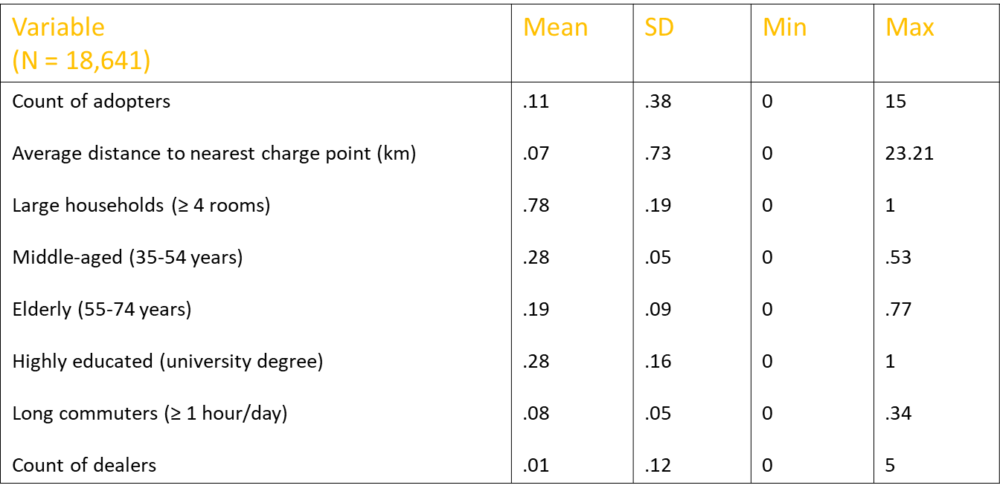 Variable Mean SD Min Max
(N = 18,641)
Count of adopters .11 .38 0 15
Average distance to nearest charge point (km) .07 .73 0 23.21
Large households (≥ 4 rooms) .78 .19 0 1
Middle-aged (35-54 years) .28 .05 0 .53
Elderly (55-74 years) .19 .09 0 .77
Highly educated (university degree) .28 .16 0 1
Long commuters (≥ 1 hour/day) .08 .05 0 .34
Count of dealers .01 .12 0 5